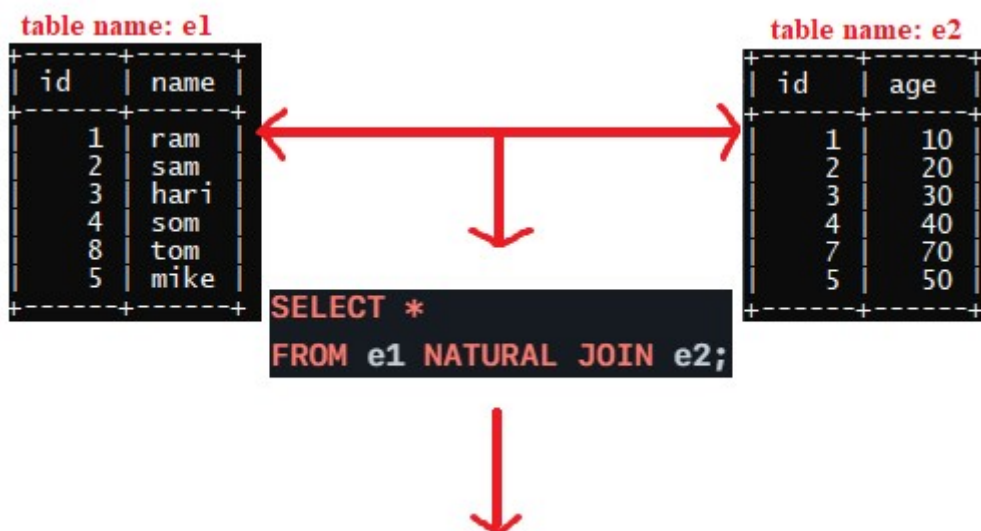 table name: e1
+------+------+
| id | name |
+------+------+
| 1 | ram |
| 2 | sam |
| 3 | hari |
| 4 | som |
| 8 | tom |
| 5 | mike |
+------+------+
table name: e2
+------+------+
| id | age |
+------+------+
| 1 | 10 |
| 2 | 20 |
| 3 | 30 |
| 4 | 40 |
| 7 | 70 |
| 5 | 50 |
+------+------+
SELECT *
FROM e1 NATURAL JOIN e2;